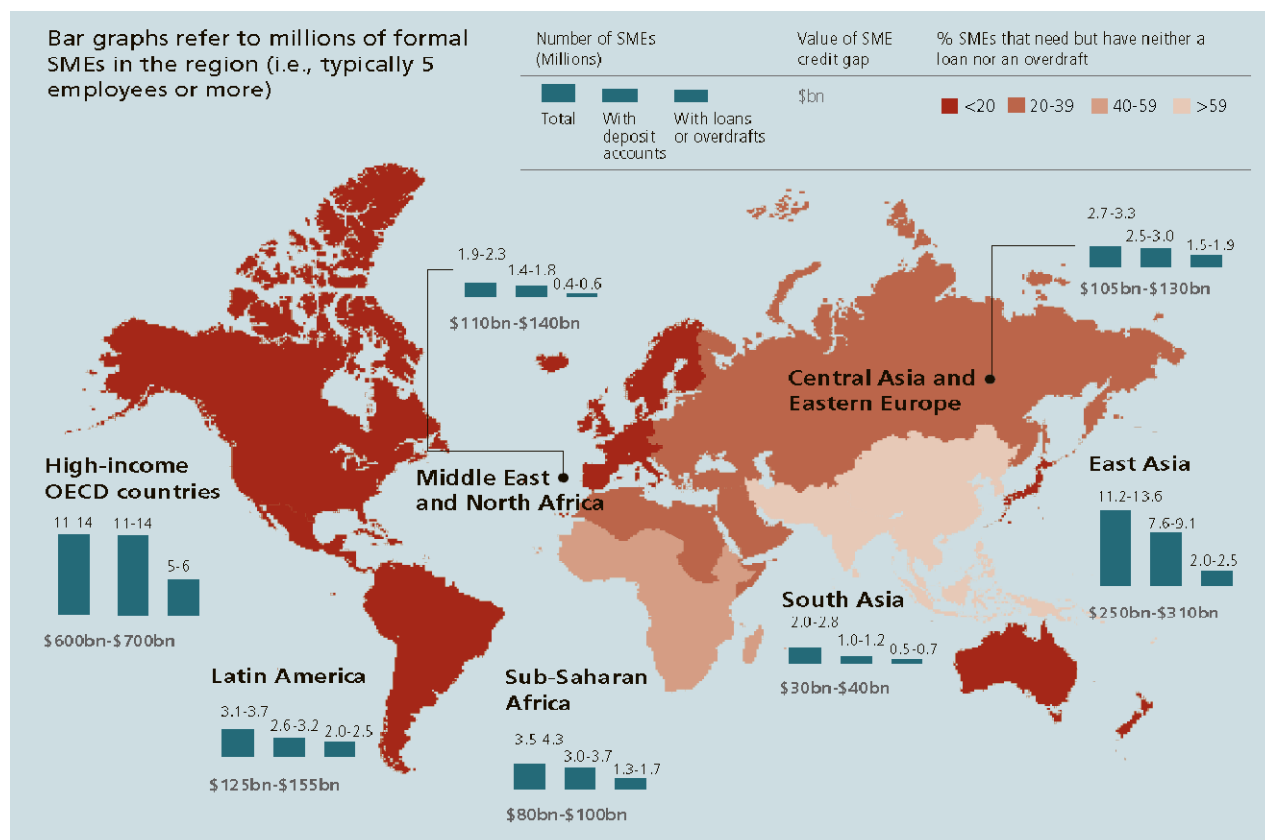 Bar graphs refer to millions of formal
SMEs in the region (i.e., typically 5
employees or more)
Number of SMEs
(Millions)
Total
With
deposit
accounts
With loans
or overdrafts
Value of SME
credit gap
$bn
% SMEs that need but have neither a
loan nor an overdraft
<20
20-39
40-59
>59
1.9-2.3
1.4-1.8
0.4-0.6
$110bn-$140bn
2.7-3.3
2.5-3.0
1.5-1.9
$105bn-$130bn
Central Asia and
Eastern Europe
Middle East
and North Africa
High-income
OECD countries
11 14
11-14
5-6
$600bn-$700bn
East Asia
11.2-13.6
7.6-9.1
2.0-2.5
$250bn-$310bn
South Asia
2.0-2.8
1.0-1.2
0.5-0.7
$30bn-$40bn
Latin America
3.1-3.7
2.6-3.2
2.0-2.5
$125bn-$155bn
Sub-Saharan
Africa
3.5 4.3
3.0-3.7
1.3-1.7
$80bn-$100bn